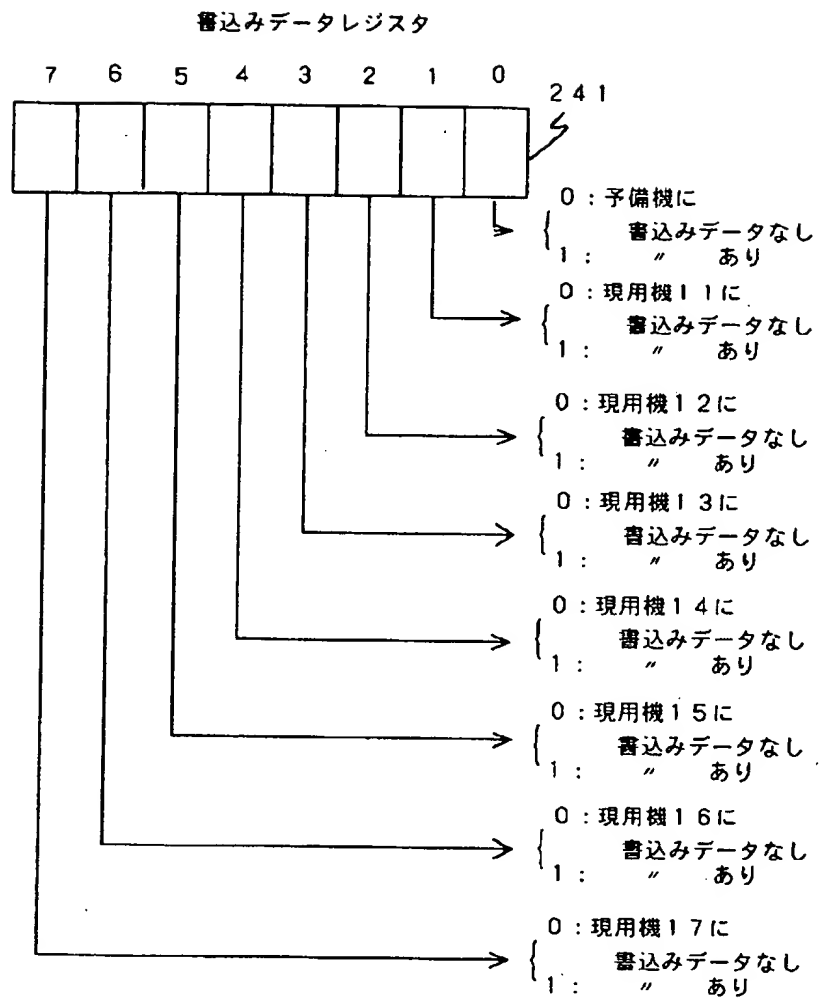 書込みデータレジスタ
7 6 5 4 3 2 1 0
241
0:予備機に
書込みデータなし
1: 〃 あり
0:現用機11に
書込みデータなし
1: 〃 あり
0:現用機12に
書込みデータなし
1: 〃 あり
0:現用機13に
書込みデータなし
1: 〃 あり
0:現用機14に
書込みデータなし
1: 〃 あり
0:現用機15に
書込みデータなし
1: 〃 あり
0:現用機16に
書込みデータなし
1: 〃 あり
0:現用機17に
書込みデータなし
1: 〃 あり